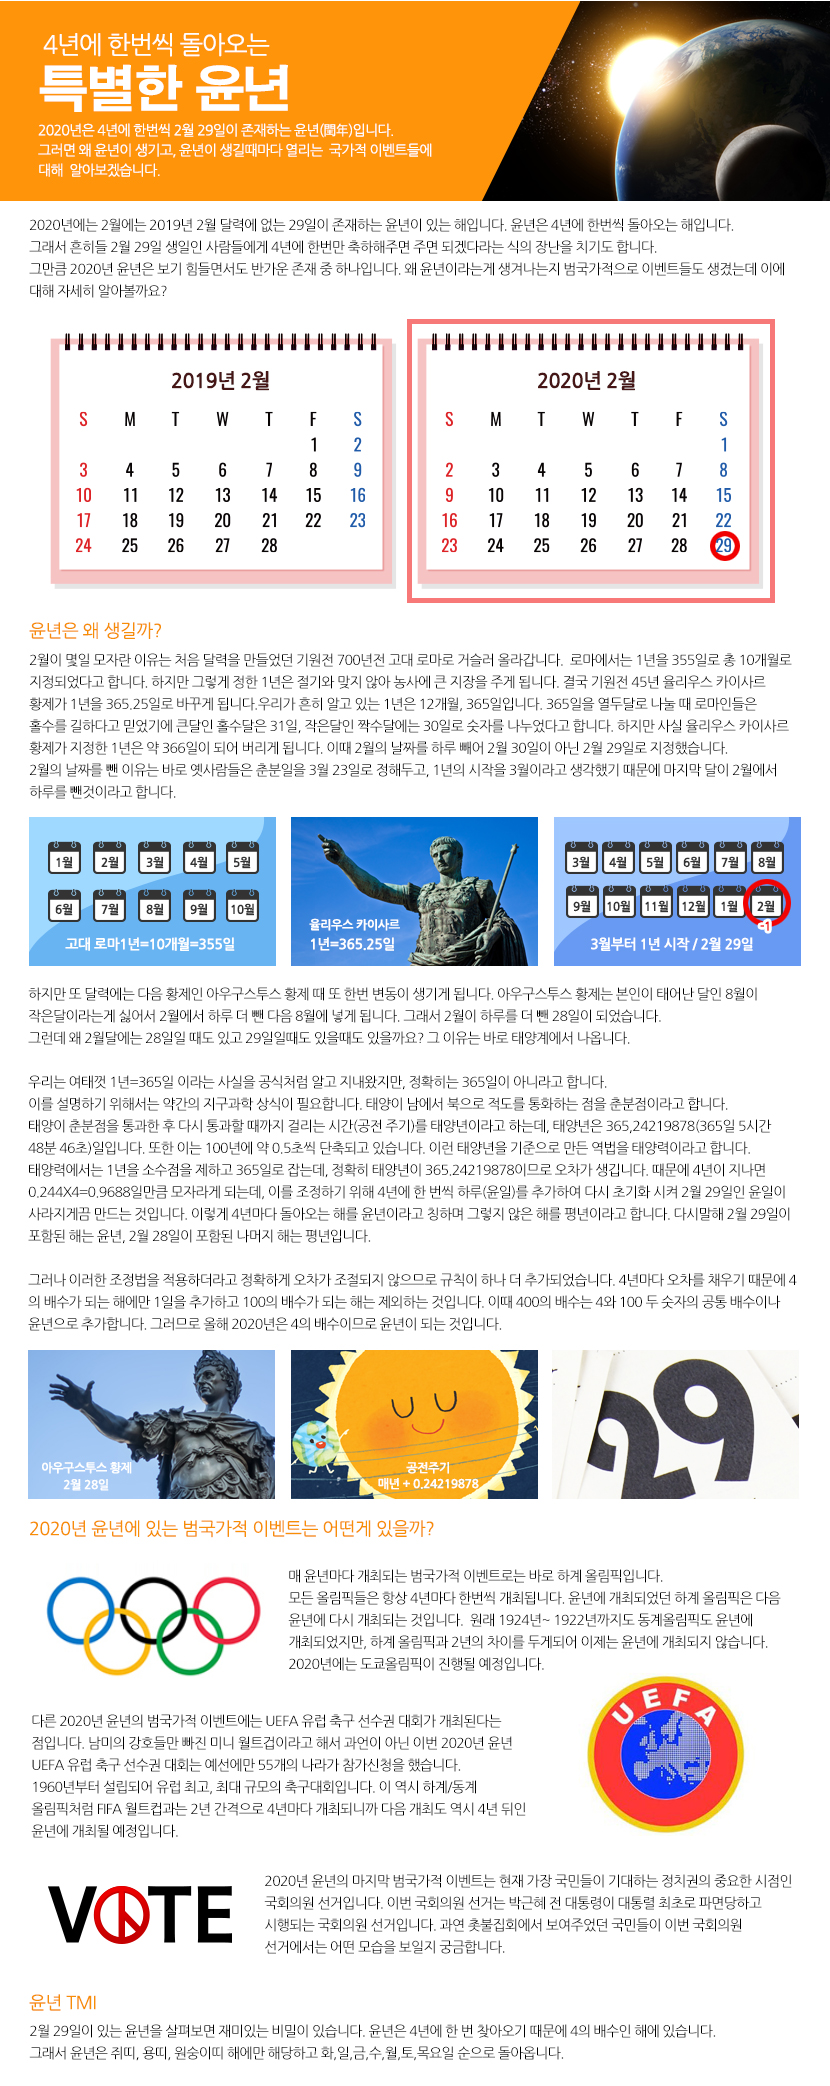 4년에 한번씩 돌아오는
특별한 윤년
2020년은 4년에 한번씩 2월 29일이 존재하는 윤년(閏年)입니다.
그러면 왜 윤년이 생기고, 윤년이 생길때마다 열리는 국가적 이벤트들에
대해 알아보겠습니다.
2020년에는 2월에는 2019년 2월 달력에 없는 29일이 존재하는 윤년이 있는 해입니다. 윤년은 4년에 한번씩 돌아오는 해입니다.
그래서 흔히들 2월 29일 생일인 사람들에게 4년에 한번만 축하해주면 주면 되겠다라는 식의 장난을 치기도 합니다.
그만큼 2020년 윤년은 보기 힘들면서도 반가운 존재 중 하나입니다. 왜 윤년이라는게 생겨나는지 범국가적으로 이벤트들도 생겼는데 이에
대해 자세히 알아볼까요?
2019년 2월
S M T W T F S
1 2
3 4 5 6 7 8 9
10 11 12 13 14 15 16
17 18 19 20 21 22 23
24 25 26 27 28
2020년 2월
S M T W T F S
1
2 3 4 5 6 7 8
9 10 11 12 13 14 15
16 17 18 19 20 21 22
23 24 25 26 27 28 29
윤년은 왜 생길까?
2월이 몇일 모자란 이유는 처음 달력을 만들었던 기원전 700년전 고대 로마로 거슬러 올라갑니다. 로마에서는 1년을 355일로 총 10개월로
지정되었다고 합니다. 하지만 그렇게 정한 1년은 절기와 맞지 않아 농사에 큰 지장을 주게 됩니다. 결국 기원전 45년 율리우스 카이사르
황제가 1년을 365.25일로 바꾸게 됩니다.우리가 흔히 알고 있는 1년은 12개월, 365일입니다. 365일을 열두달로 나눌 때 로마인들은
홀수를 길하다고 믿었기에 큰달인 홀수달은 31일, 작은달인 짝수달에는 30일로 숫자를 나누었다고 합니다. 하지만 사실 율리우스 카이사르
황제가 지정한 1년은 약 366일이 되어 버리게 됩니다. 이때 2월의 날짜를 하루 빼어 2월 30일이 아닌 2월 29일로 지정했습니다.
2월의 날짜를 뺀 이유는 바로 옛사람들은 춘분일을 3월 23일로 정해두고, 1년의 시작을 3월이라고 생각했기 때문에 마지막 달이 2월에서
하루를 뺀것이라고 합니다.
1월 2월 3월 4월 5월
6월 7월 8월 9월 10월
고대 로마1년=10개월=355일
율리우스 카이사르
1년=365.25일
3월 4월 5월 6월 7월 8월
9월 10월 11월 12월 1월 2월
-1
3월부터 1년 시작 / 2월 29일
하지만 또 달력에는 다음 황제인 아우구스투스 황제 때 또 한번 변동이 생기게 됩니다. 아우구스투스 황제는 본인이 태어난 달인 8월이
작은달이라는게 싫어서 2월에서 하루 더 뺀 다음 8월에 넣게 됩니다. 그래서 2월이 하루를 더 뺀 28일이 되었습니다.
그런데 왜 2월달에는 28일일 때도 있고 29일일때도 있을때도 있을까요? 그 이유는 바로 태양계에서 나옵니다.
우리는 여태껏 1년=365일 이라는 사실을 공식처럼 알고 지내왔지만, 정확히는 365일이 아니라고 합니다.
이를 설명하기 위해서는 약간의 지구과학 상식이 필요합니다. 태양이 남에서 북으로 적도를 통화하는 점을 춘분점이라고 합니다.
태양이 춘분점을 통과한 후 다시 통과할 때까지 걸리는 시간(공전 주기)를 태양년이라고 하는데, 태양년은 365,24219878(365일 5시간
48분 46초)일입니다. 또한 이는 100년에 약 0.5초씩 단축되고 있습니다. 이런 태양년을 기준으로 만든 역법을 태양력이라고 합니다.
태양력에서는 1년을 소수점을 제하고 365일로 잡는데, 정확히 태양년이 365.24219878이므로 오차가 생깁니다. 때문에 4년이 지나면
0.244X4=0.9688일만큼 모자라게 되는데, 이를 조정하기 위해 4년에 한 번씩 하루(윤일)를 추가하여 다시 초기화 시켜 2월 29일인 윤일이
사라지게끔 만드는 것입니다. 이렇게 4년마다 돌아오는 해를 윤년이라고 칭하며 그렇지 않은 해를 평년이라고 합니다. 다시말해 2월 29일이
포함된 해는 윤년, 2월 28일이 포함된 나머지 해는 평년입니다.
그러나 이러한 조정법을 적용하더라고 정확하게 오차가 조절되지 않으므로 규칙이 하나 더 추가되었습니다. 4년마다 오차를 채우기 때문에 4
의 배수가 되는 해에만 1일을 추가하고 100의 배수가 되는 해는 제외하는 것입니다. 이때 400의 배수는 4와 100 두 숫자의 공통 배수이나
윤년으로 추가합니다. 그러므로 올해 2020년은 4의 배수이므로 윤년이 되는 것입니다.
아우구스투스 황제
2월 28일
공전주기
매년 + 0.24219878
29
2020년 윤년에 있는 범국가적 이벤트는 어떤게 있을까?
매 윤년마다 개최되는 범국가적 이벤트로는 바로 하계 올림픽입니다.
모든 올림픽들은 항상 4년마다 한번씩 개최됩니다. 윤년에 개최되었던 하계 올림픽은 다음
윤년에 다시 개최되는 것입니다. 원래 1924년~ 1922년까지도 동계올림픽도 윤년에
개최되었지만, 하계 올림픽과 2년의 차이를 두게되어 이제는 윤년에 개최되지 않습니다.
2020년에는 도쿄올림픽이 진행될 예정입니다.
UEFA
다른 2020년 윤년의 범국가적 이벤트에는 UEFA 유럽 축구 선수권 대회가 개최된다는
점입니다. 남미의 강호들만 빠진 미니 월트컵이라고 해서 과언이 아닌 이번 2020년 윤년
UEFA 유럽 축구 선수권 대회는 예선에만 55개의 나라가 참가신청을 했습니다.
1960년부터 설립되어 유럽 최고, 최대 규모의 축구대회입니다. 이 역시 하계/동계
올림픽처럼 FIFA 월트컵과는 2년 간격으로 4년마다 개최되니까 다음 개최도 역시 4년 뒤인
윤년에 개최될 예정입니다.
VOTE
2020년 윤년의 마지막 범국가적 이벤트는 현재 가장 국민들이 기대하는 정치권의 중요한 시점인
국회의원 선거입니다. 이번 국회의원 선거는 박근혜 전 대통령이 대통렬 최초로 파면당하고
시행되는 국회의원 선거입니다. 과연 촛불집회에서 보여주었던 국민들이 이번 국회의원
선거에서는 어떤 모습을 보일지 궁금합니다.
윤년 TMI
2월 29일이 있는 윤년을 살펴보면 재미있는 비밀이 있습니다. 윤년은 4년에 한 번 찾아오기 때문에 4의 배수인 해에 있습니다.
그래서 윤년은 쥐띠, 용띠, 원숭이띠 해에만 해당하고 화,일,금,수,월,토,목요일 순으로 돌아옵니다.